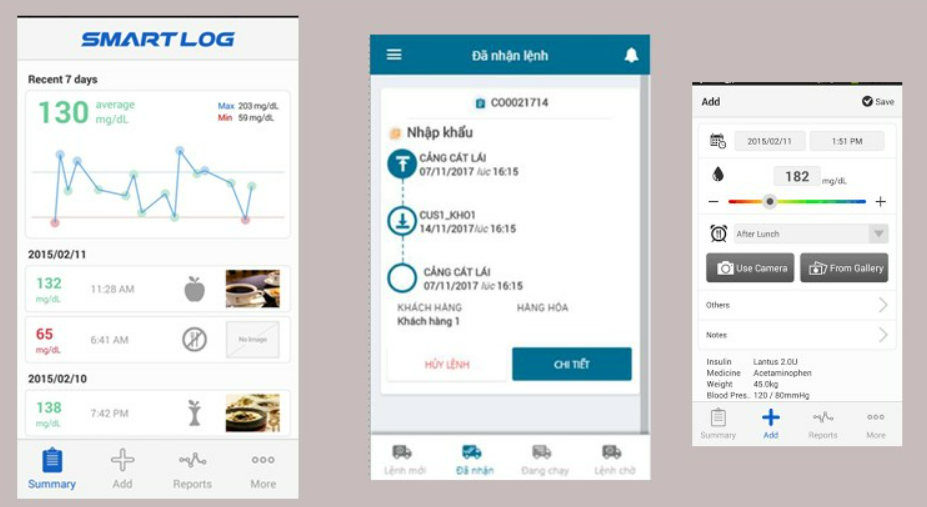 SMART LOG
Recent 7 days
130 average mg/dL
Max 203 mg/dL
Min 59 mg/dL
2015/02/11
132 mg/dL 11:28 AM
65 mg/dL 6:41 AM No Image
2015/02/10
138 mg/dL 7:42 PM
Summary Add Reports More
Đã nhận lệnh
CO0021714
Nhập khẩu
CẢNG CÁT LÁI
07/11/2017 lúc 16:15
CUS1_KHO1
14/11/2017 lúc 16:15
CẢNG CÁT LÁI
07/11/2017 lúc 16:15
KHÁCH HÀNG HÀNG HÓA
Khách hàng 1
HỦY LỆNH CHI TIẾT
Lệnh mới Đã nhận Đang chạy Lệnh chờ
Add Save
2015/02/11 1:51 PM
182 mg/dL
After Lunch
Use Camera From Gallery
Others
Notes
Insulin Lantus 2.0U
Medicine Acetaminophen
Weight 45.0kg
Blood Pres. 120 / 80mmHg
Summary Add Reports More